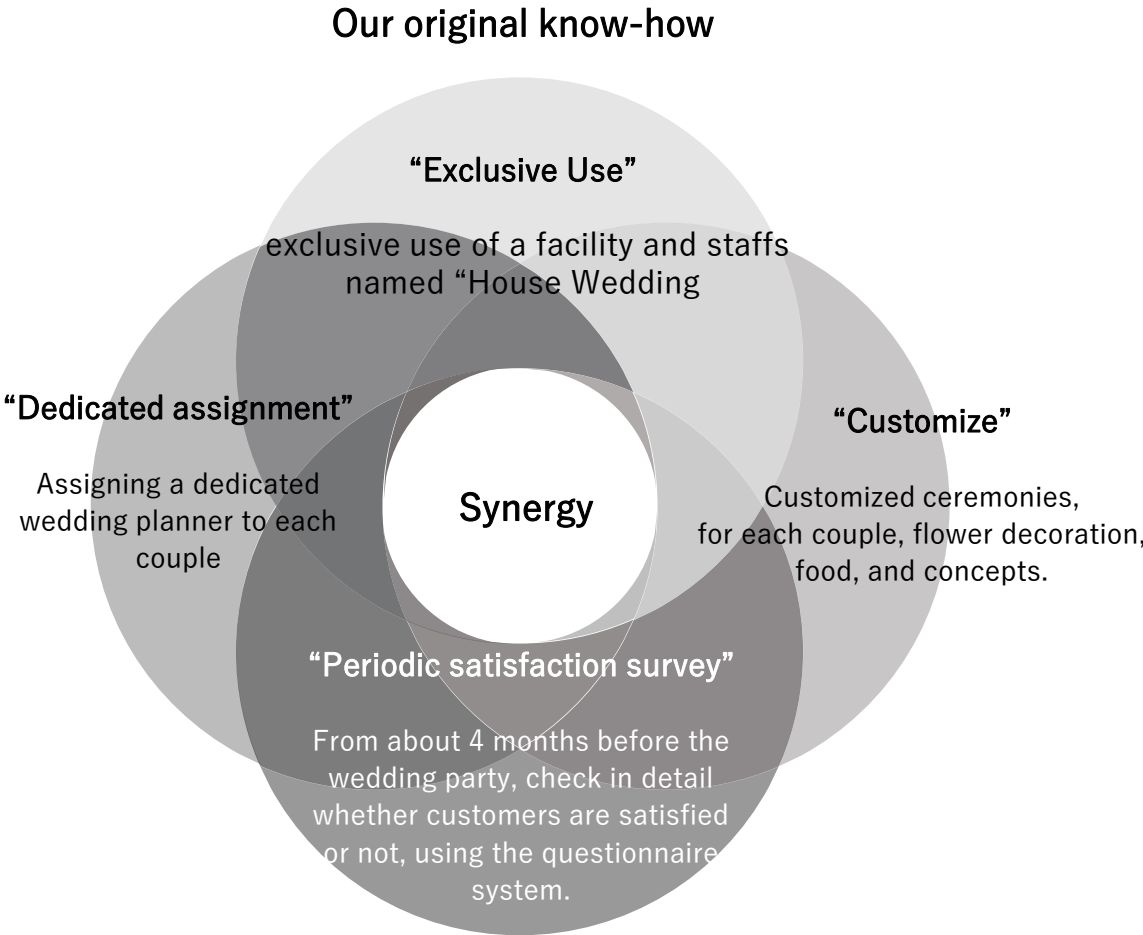 Our original know-how
“Exclusive Use”
exclusive use of a facility and staffs
named “House Wedding
“Dedicated assignment”
Assigning a dedicated
wedding planner to each
couple
“Customize”
Customized ceremonies,
for each couple, flower decoration,
food, and concepts.
Synergy
“Periodic satisfaction survey”
From about 4 months before the
wedding party, check in detail
whether customers are satisfied
or not, using the questionnaire
system.